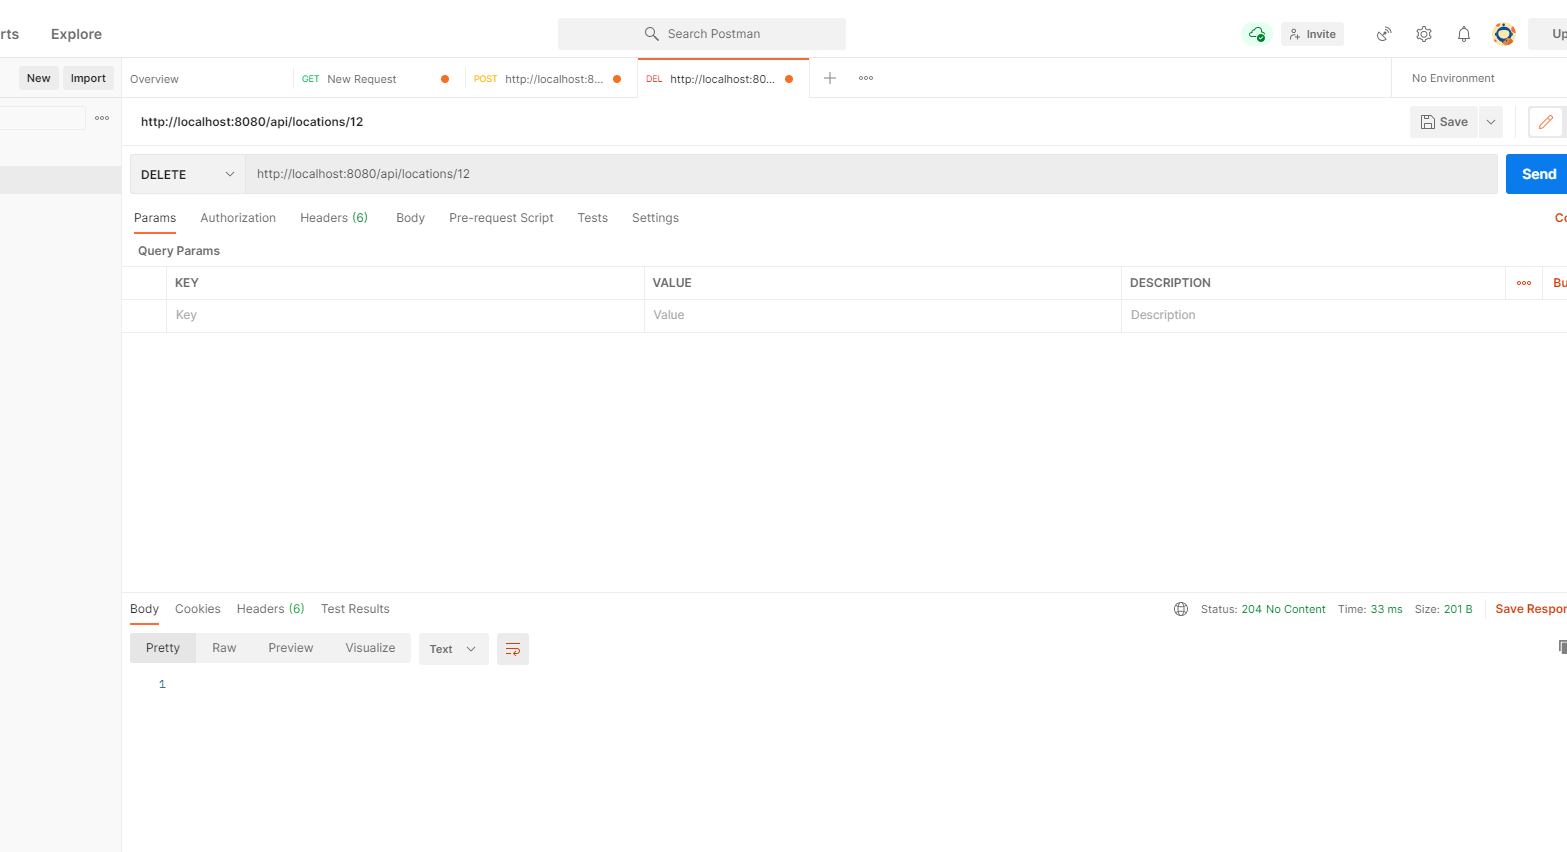 rts Explore Search Postman Invite Up
New Import Overview GET New Request POST http://localhost:8... DEL http://localhost:80... No Environment
http://localhost:8080/api/locations/12 Save
DELETE http://localhost:8080/api/locations/12 Send
Params Authorization Headers (6) Body Pre-request Script Tests Settings Co
Query Params
KEY VALUE DESCRIPTION Bu
Key Value Description
Body Cookies Headers (6) Test Results Status: 204 No Content Time: 33 ms Size: 201 B Save Respon
Pretty Raw Preview Visualize Text
1